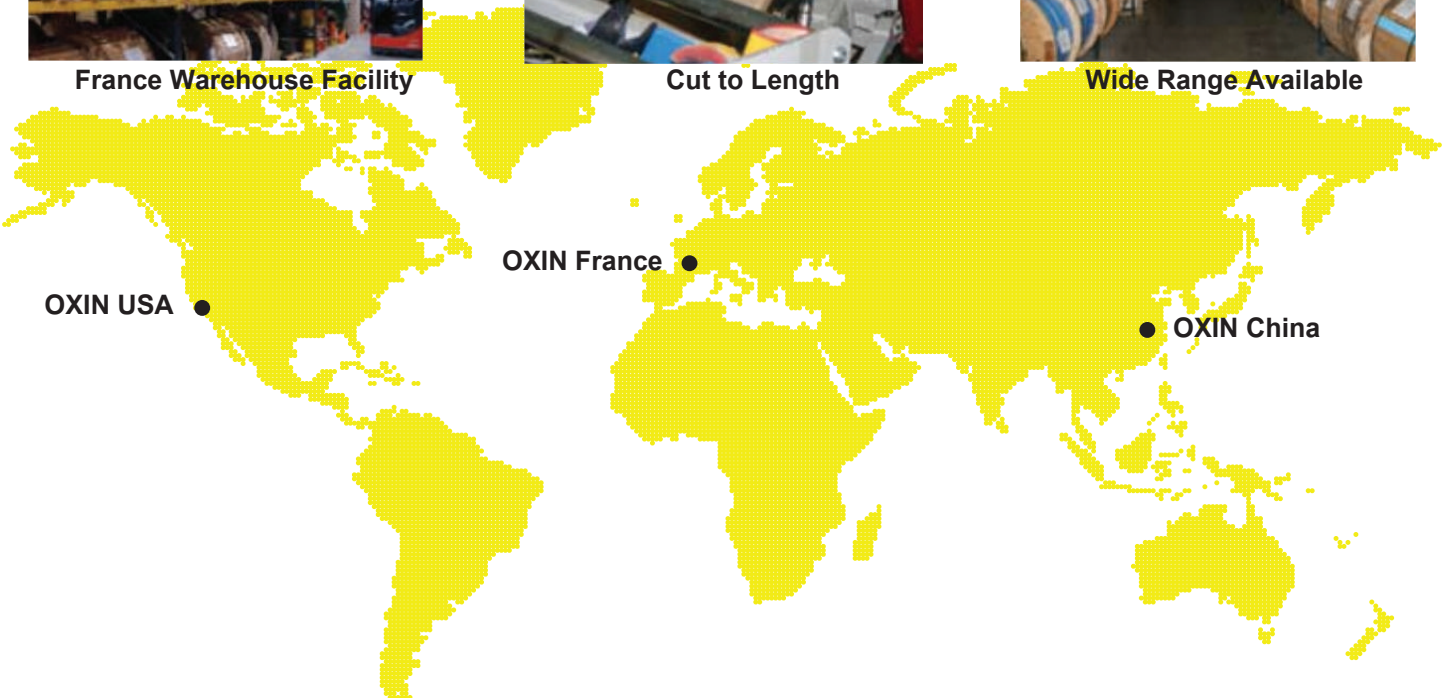 France Warehouse Facility
Cut to Length
Wide Range Available
OXIN France
OXIN USA
OXIN China